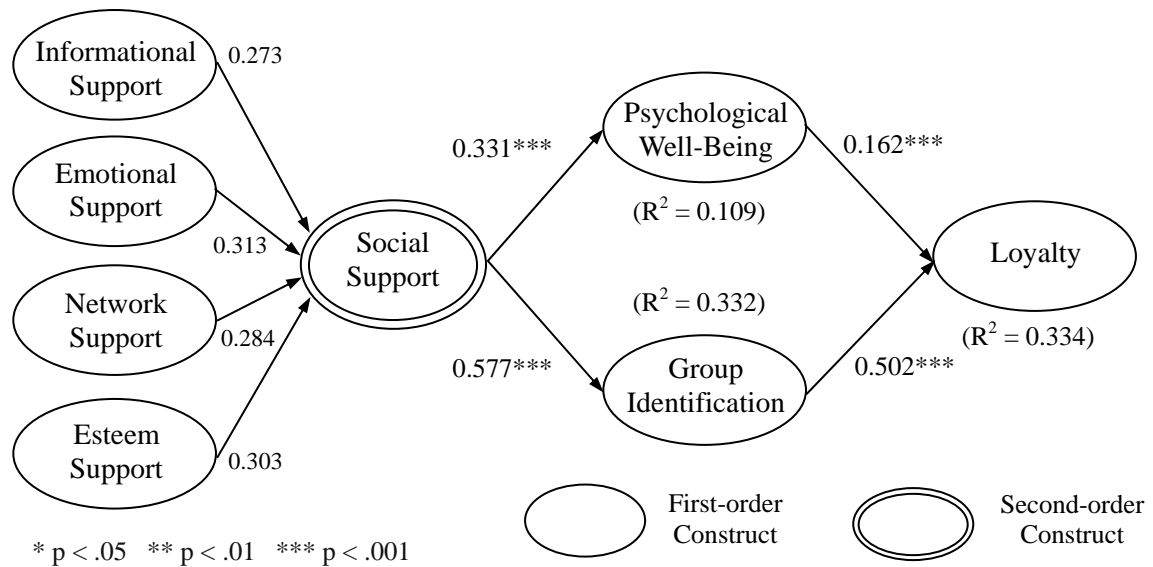 Informational
Support
0.273
Emotional
Support
0.313
Network
Support
0.284
Esteem
Support
0.303
Social
Support
0.331***
0.577***
Psychological
Well-Being
(R² = 0.109)
(R² = 0.332)
Group
Identification
0.162***
0.502***
Loyalty
(R² = 0.334)
First-order
Construct
Second-order
Construct
* p < .05 ** p < .01 *** p < .001